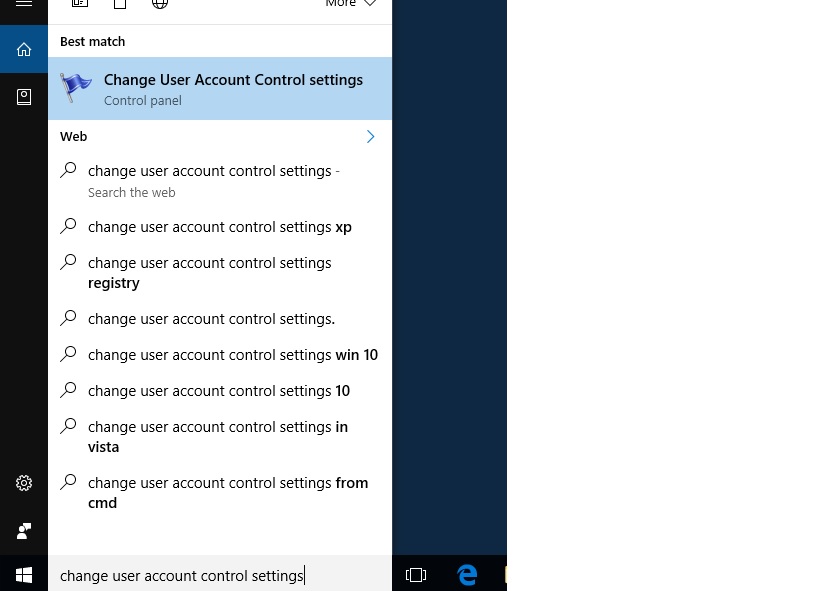 More
Best match
Change User Account Control settings
Control panel
Web
change user account control settings -
Search the web
change user account control settings xp
change user account control settings
registry
change user account control settings.
change user account control settings win 10
change user account control settings 10
change user account control settings in
vista
change user account control settings from
cmd
change user account control settings